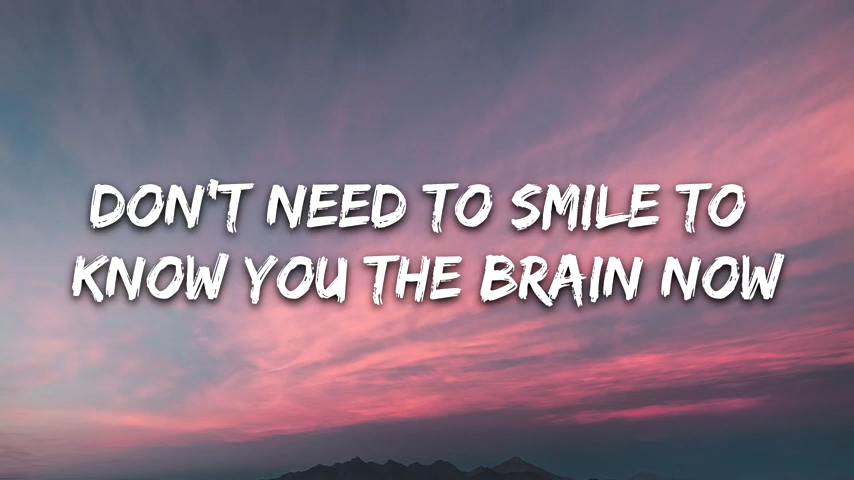 DON'T NEED TO SMILE TO
KNOW YOU THE BRAIN NOW